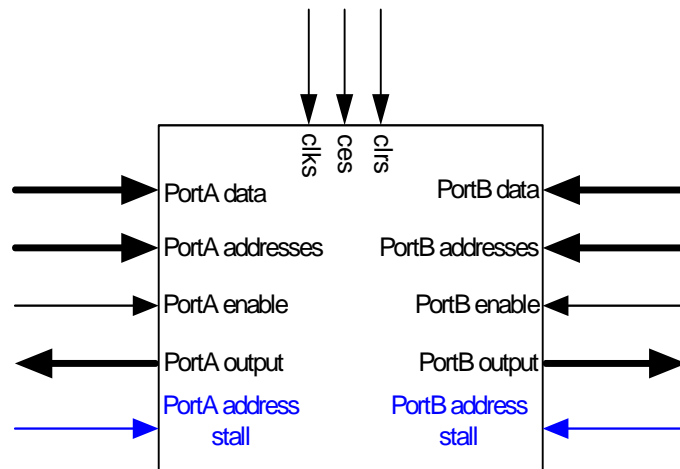 clks
ces
clrs
PortA data
PortB data
PortA addresses
PortB addresses
PortA enable
PortB enable
PortA output
PortB output
PortA address
stall
PortB address
stall